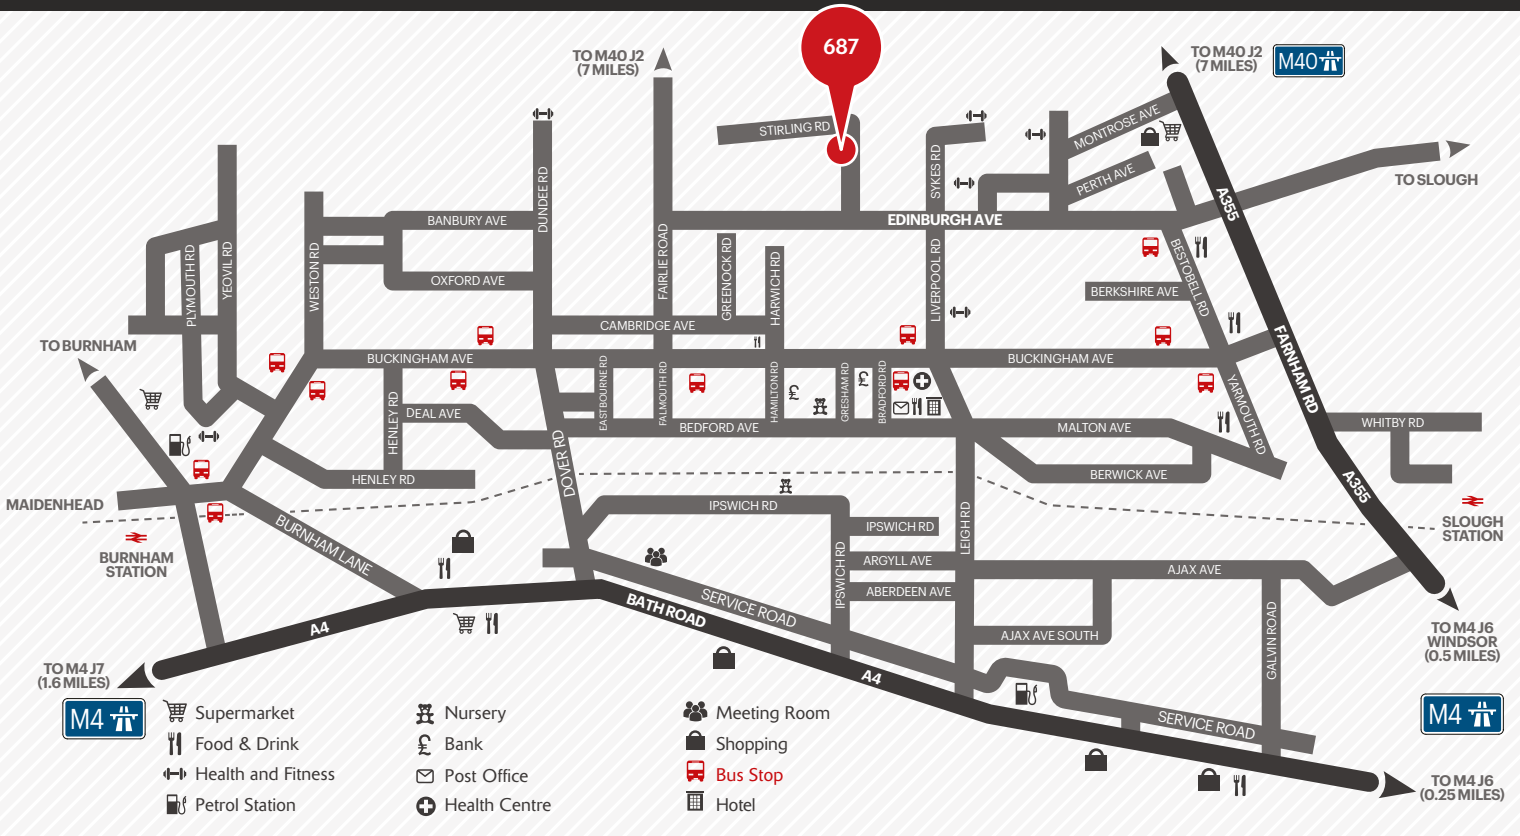 687
TO M40 J2
(7 MILES)
TO M40 J2
(7 MILES)
M40
STIRLING RD
MONTROSE AVE
PERTH AVE
SYKES RD
A355
TO SLOUGH
DUNDEE RD
BANBURY AVE
EDINBURGH AVE
PLYMOUTH RD
YEOVIL RD
WESTON RD
OXFORD AVE
FAIRLIE ROAD
GREENOCK RD
HARWICH RD
LIVERPOOL RD
BESTOBELL RD
BERKSHIRE AVE
CAMBRIDGE AVE
TO BURNHAM
BUCKINGHAM AVE
BUCKINGHAM AVE
FARNHAM RD
EASTBOURNE RD
FALMOUTH RD
HAMILTON RD
GRESHAM RD
BRADFORD RD
YARMOUTH RD
HENLEY RD
DEAL AVE
BEDFORD AVE
MALTON AVE
WHITBY RD
DOVER RD
HENLEY RD
BERWICK AVE
A355
MAIDENHEAD
BURNHAM LANE
IPSWICH RD
IPSWICH RD
LEIGH RD
SLOUGH
STATION
BURNHAM
STATION
IPSWICH RD
ARGYLL AVE
AJAX AVE
ABERDEEN AVE
SERVICE ROAD
BATH ROAD
A4
AJAX AVE SOUTH
GALVIN ROAD
TO M4 J6
WINDSOR
(0.5 MILES)
TO M4 J7
(1.6 MILES)
A4
M4
M4
SERVICE ROAD
TO M4 J6
(0.25 MILES)
Supermarket
Food & Drink
Health and Fitness
Petrol Station
Nursery
Bank
Post Office
Health Centre
Meeting Room
Shopping
Bus Stop
Hotel